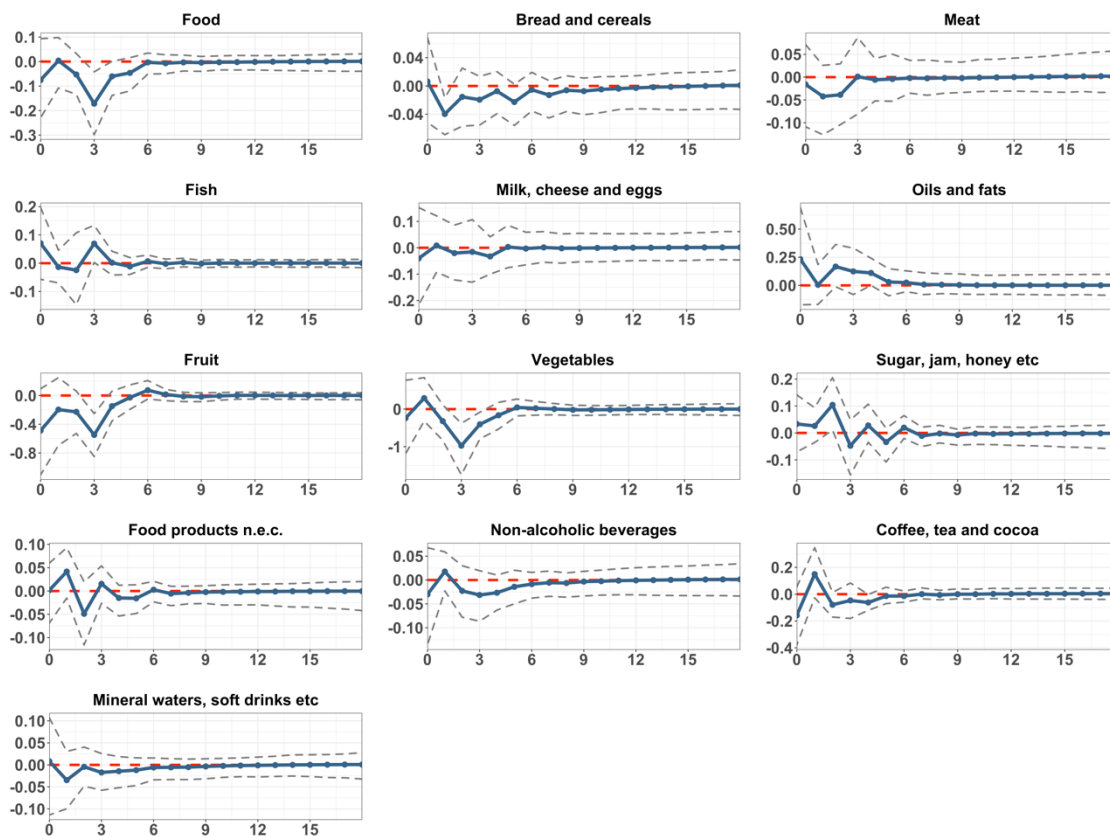 Food
0.1
0.0
-0.1
-0.2
-0.3
0 3 6 9 12 15
Bread and cereals
0.04
0.00
-0.04
0 3 6 9 12 15
Meat
0.05
0.00
-0.05
-0.10
0 3 6 9 12 15
Fish
0.2
0.1
0.0
-0.1
0 3 6 9 12 15
Milk, cheese and eggs
0.1
0.0
-0.1
-0.2
0 3 6 9 12 15
Oils and fats
0.50
0.25
0.00
0 3 6 9 12 15
Fruit
0.0
-0.4
-0.8
0 3 6 9 12 15
Vegetables
0
-1
0 3 6 9 12 15
Sugar, jam, honey etc
0.2
0.1
0.0
-0.1
0 3 6 9 12 15
Food products n.e.c.
0.10
0.05
0.00
-0.05
-0.10
0 3 6 9 12 15
Non-alcoholic beverages
0.05
0.00
-0.05
-0.10
0 3 6 9 12 15
Coffee, tea and cocoa
0.2
0.0
-0.2
-0.4
0 3 6 9 12 15
Mineral waters, soft drinks etc
0.10
0.05
0.00
-0.05
-0.10
0 3 6 9 12 15